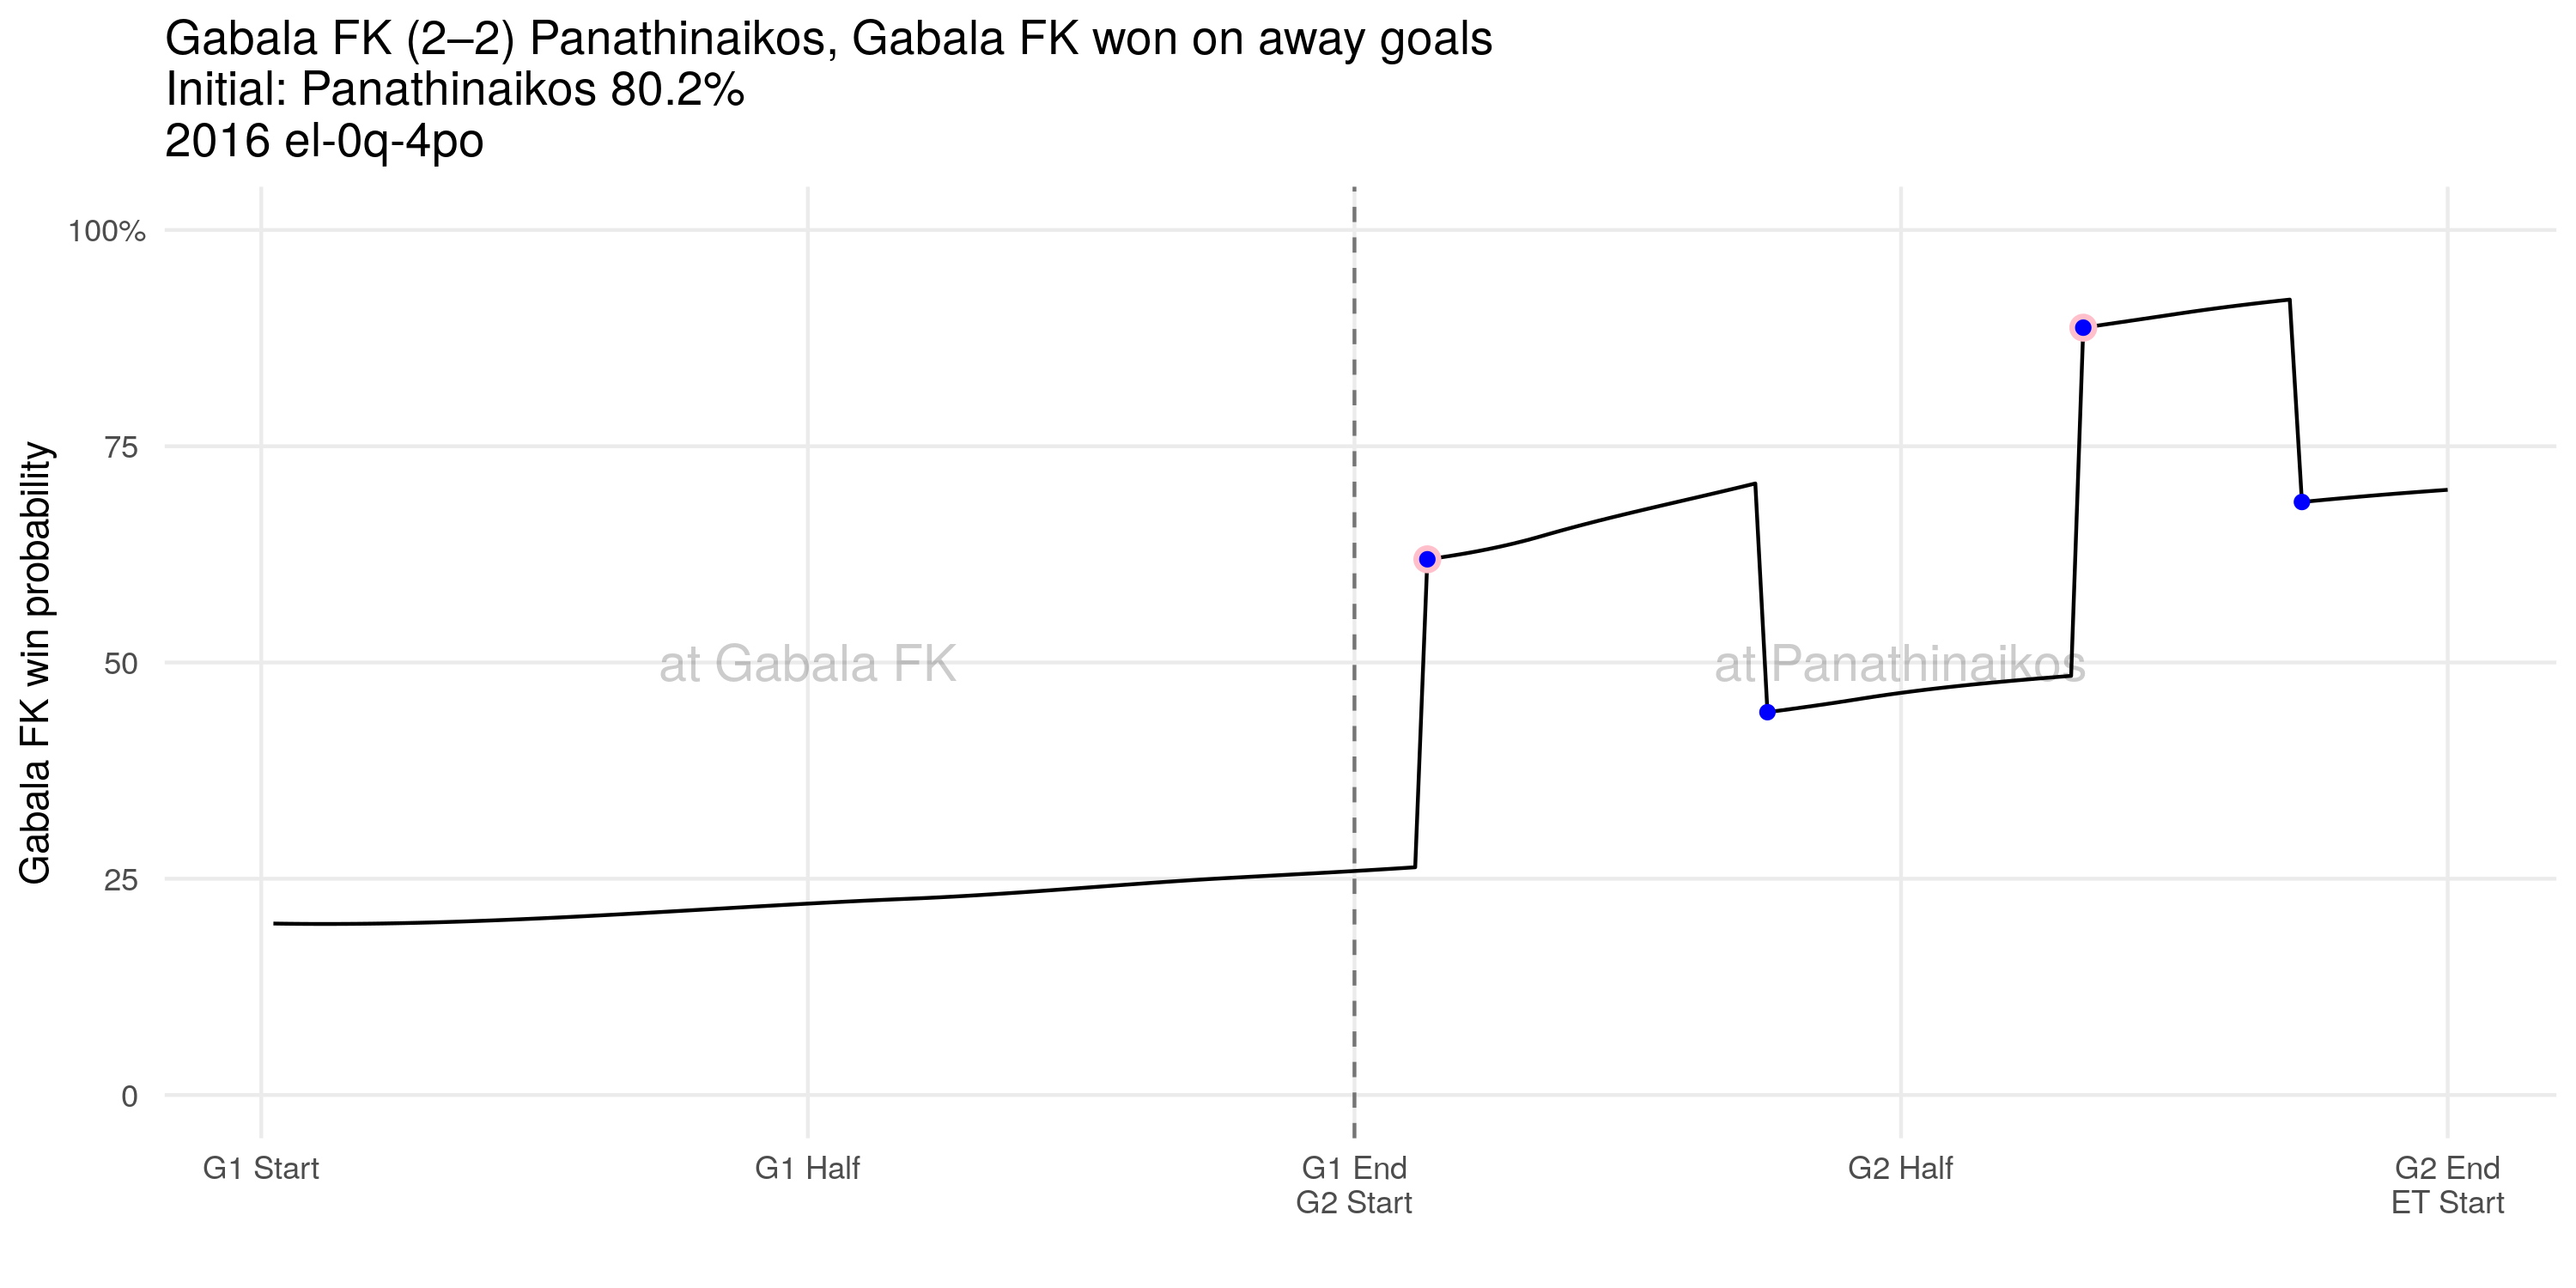 Gabala FK (2–2) Panathinaikos, Gabala FK won on away goals
Initial: Panathinaikos 80.2%
2016 el-0q-4po
Gabala FK win probability
100%
75
50
25
0
at Gabala FK
at Panathinaikos
G1 Start
G1 Half
G1 End
G2 Start
G2 Half
G2 End
ET Start